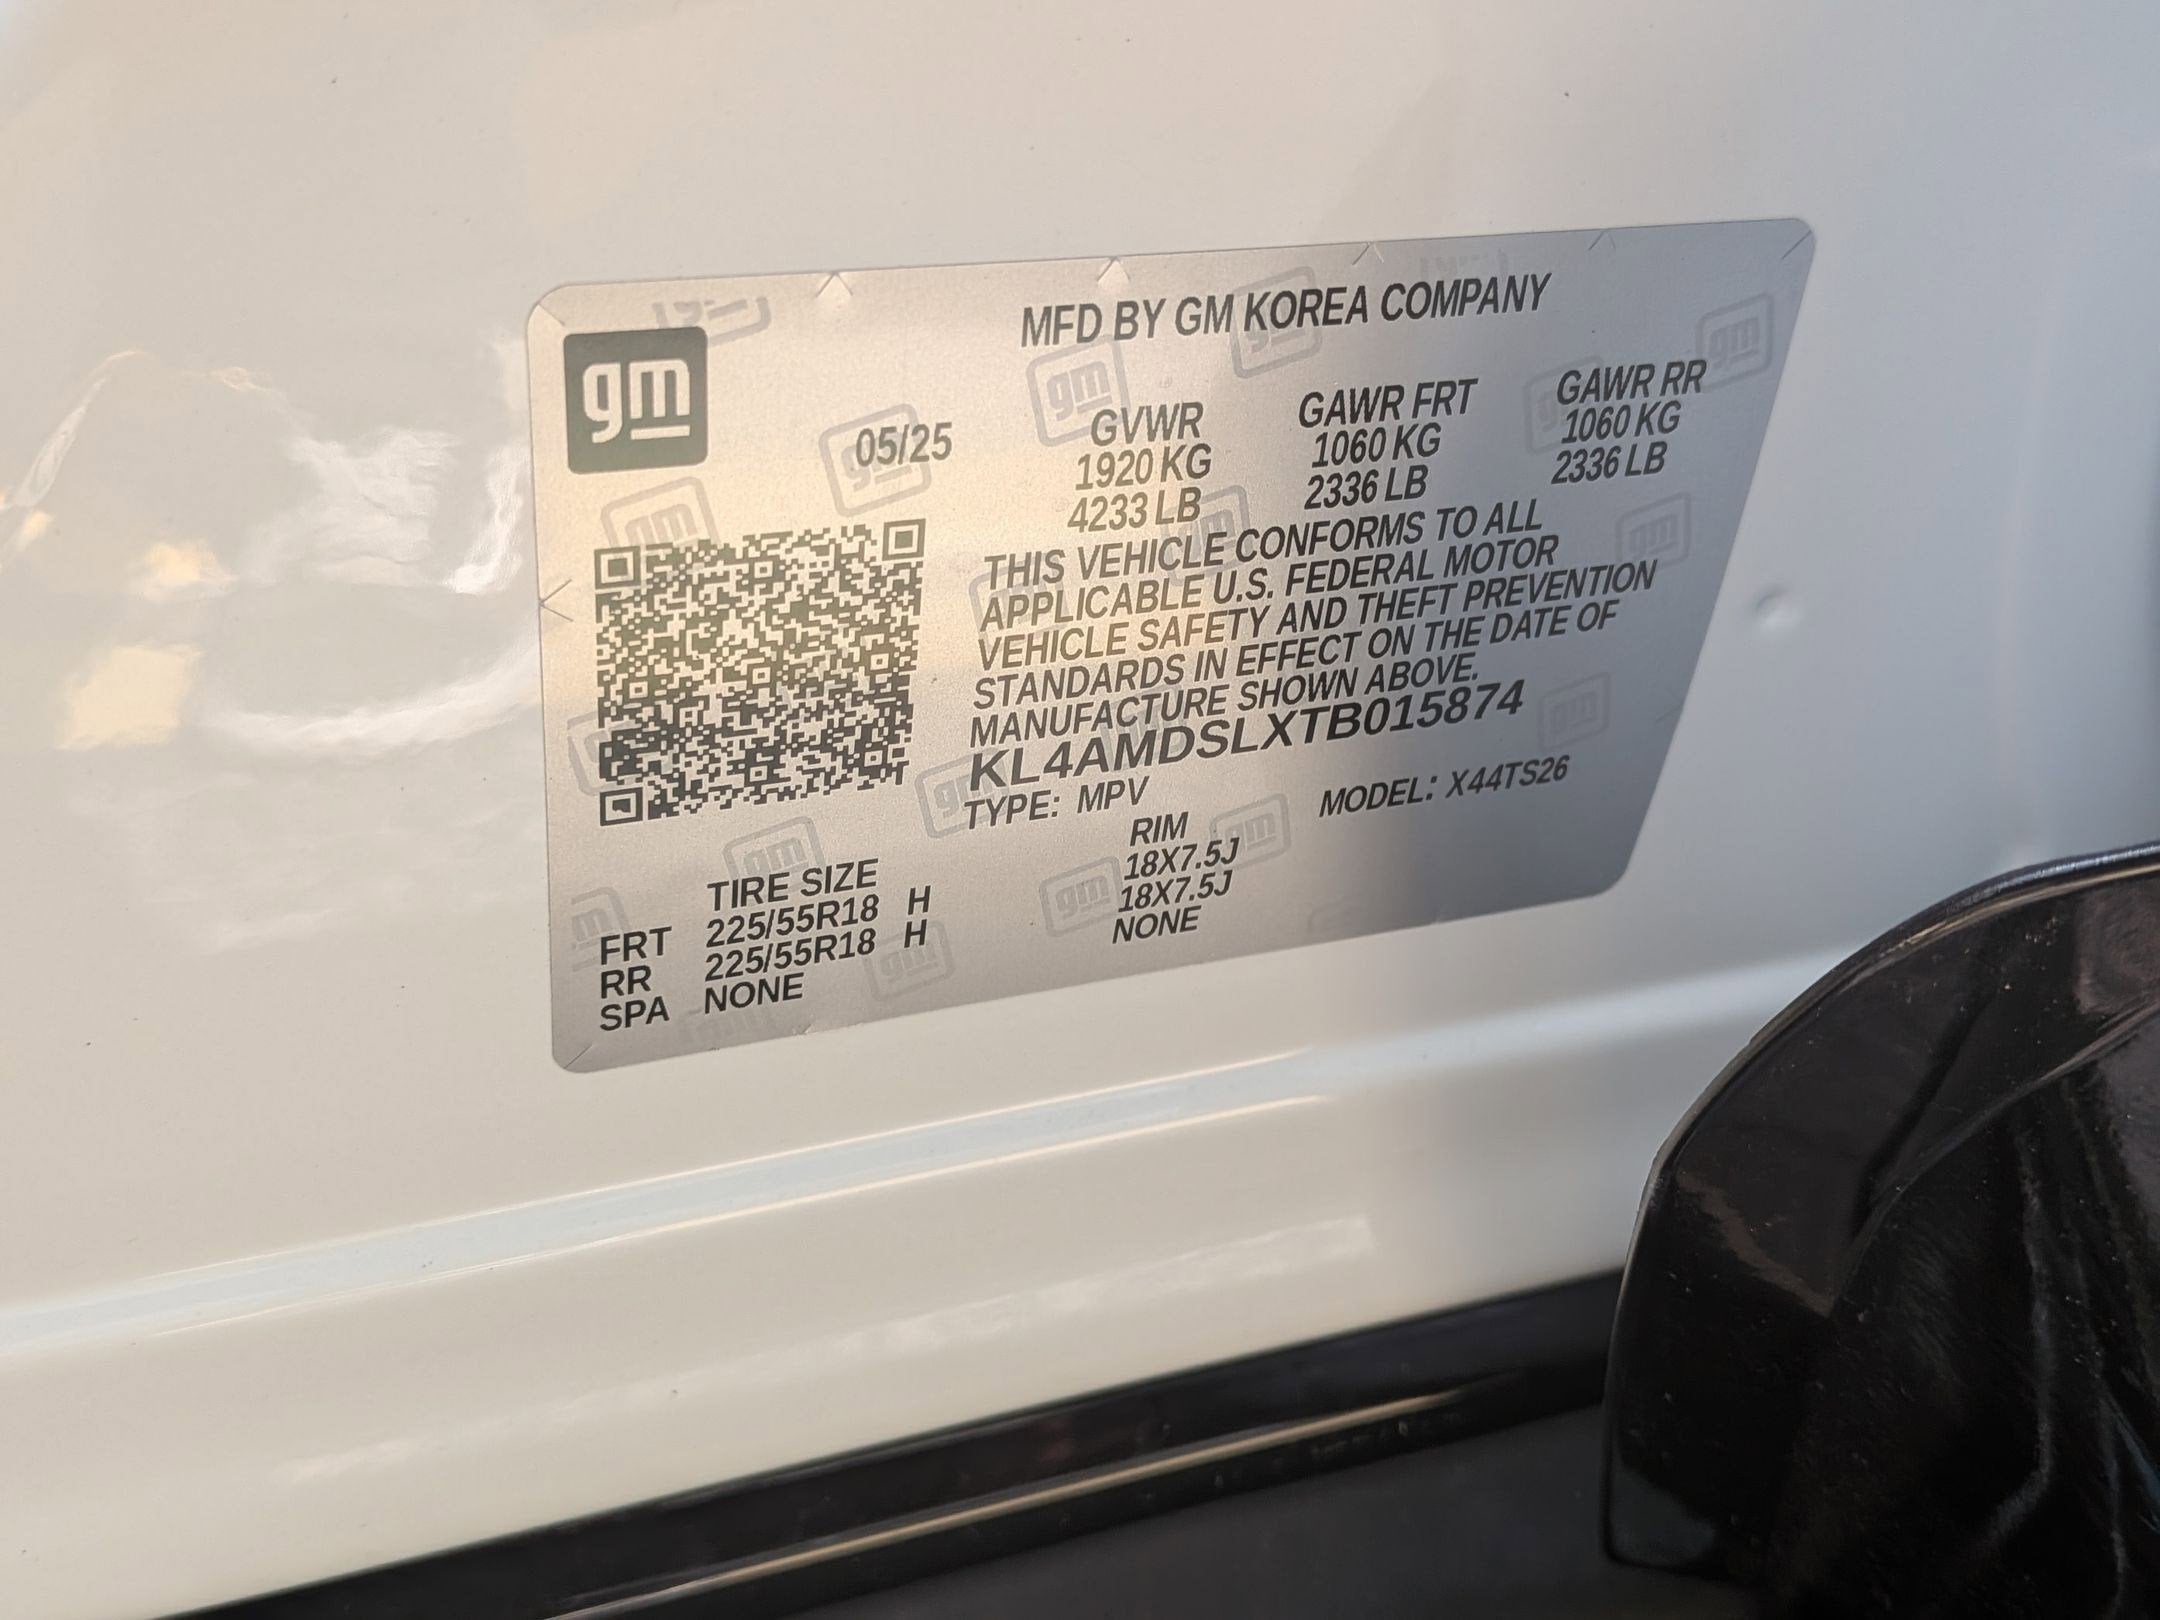 gm
MFD BY GM KOREA COMPANY
05/25
GVWR
1920 KG
4233 LB
GAWR FRT
1060 KG
2336 LB
GAWR RR
1060 KG
2336 LB
THIS VEHICLE CONFORMS TO ALL
APPLICABLE U.S. FEDERAL MOTOR
VEHICLE SAFETY AND THEFT PREVENTION
STANDARDS IN EFFECT ON THE DATE OF
MANUFACTURE SHOWN ABOVE.
KL4AMDSLXTB015874
TYPE: MPV MODEL: X44TS26
TIRE SIZE RIM
FRT 225/55R18 H 18X7.5J
RR 225/55R18 H 18X7.5J
SPA NONE NONE